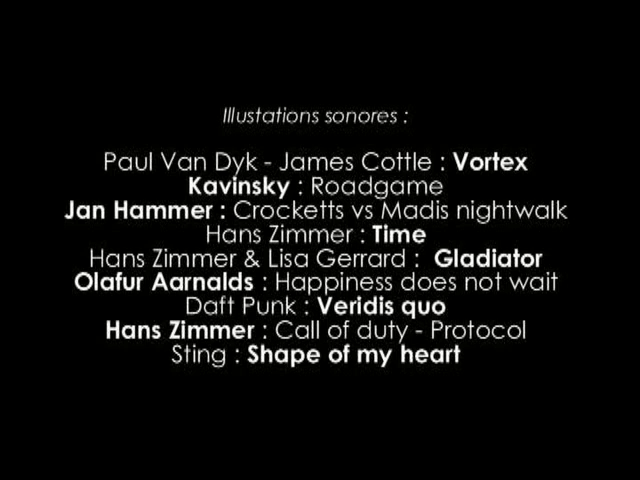 Illustations sonores :
Paul Van Dyk - James Cottle : Vortex
Kavinsky : Roadgame
Jan Hammer : Crocketts vs Madis nightwalk
Hans Zimmer : Time
Hans Zimmer & Lisa Gerrard : Gladiator
Olafur Aarnalds : Happiness does not wait
Daft Punk : Veridis quo
Hans Zimmer : Call of duty - Protocol
Sting : Shape of my heart